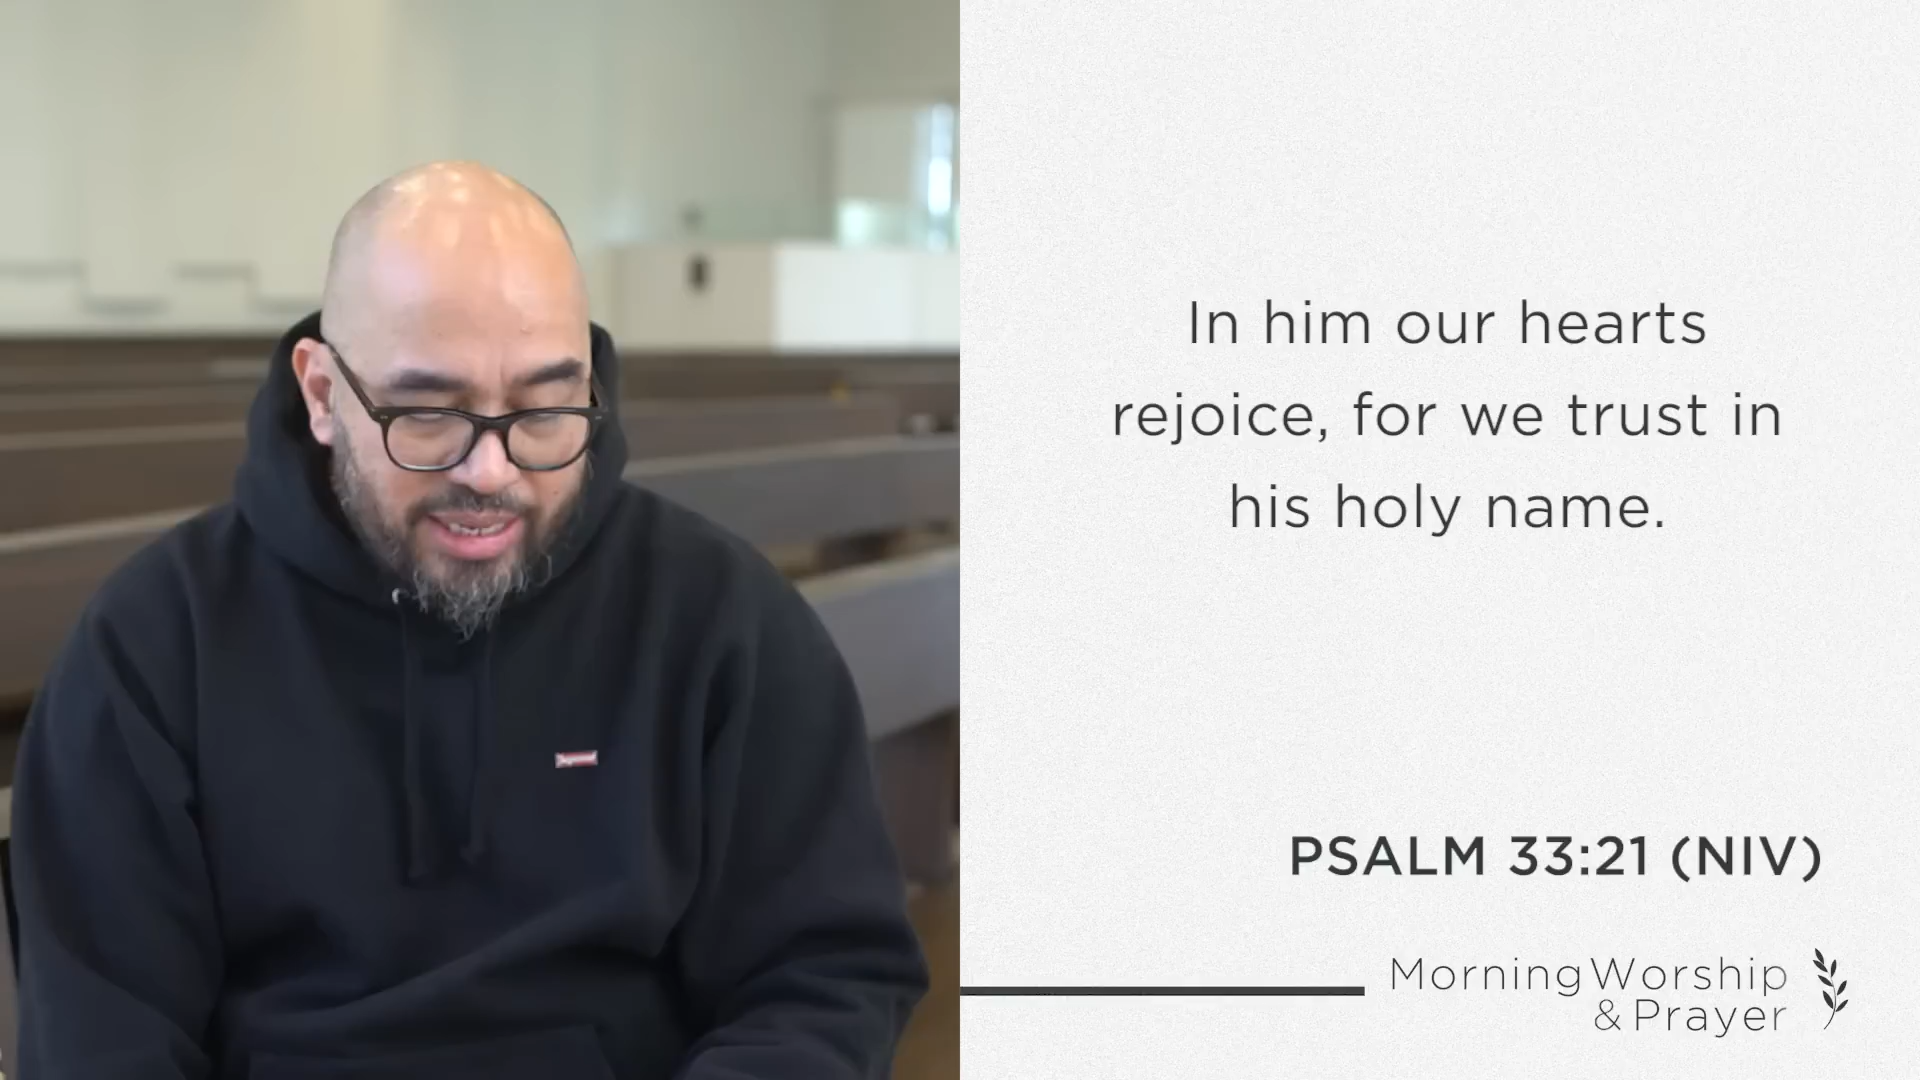 In him our hearts
rejoice, for we trust in
his holy name.
PSALM 33:21 (NIV)
Morning Worship
& Prayer